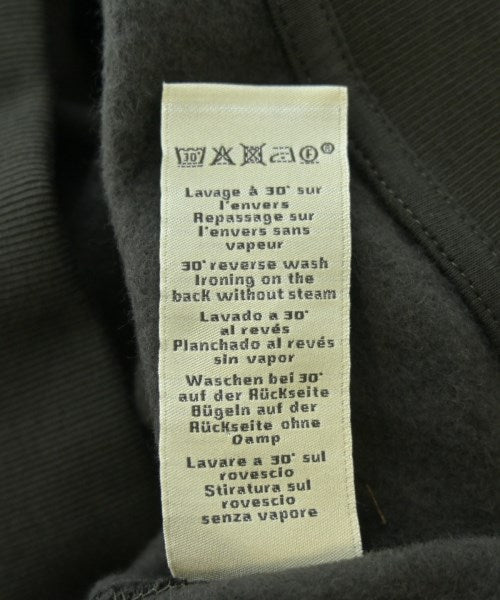 30°
F ®
Lavage à 30° sur
l'envers
Repassage sur
l'envers sans
vapeur
30° reverse wash
Ironing on the
back without steam
Lavado a 30°
al revés
Planchado al revés
sin vapor
Waschen bei 30°
auf der Rückseite
Bügeln auf der
Rückseite ohne
Damp
Lavare a 30° sul
rovescio
Stiratura sul
rovescio
senza vapore